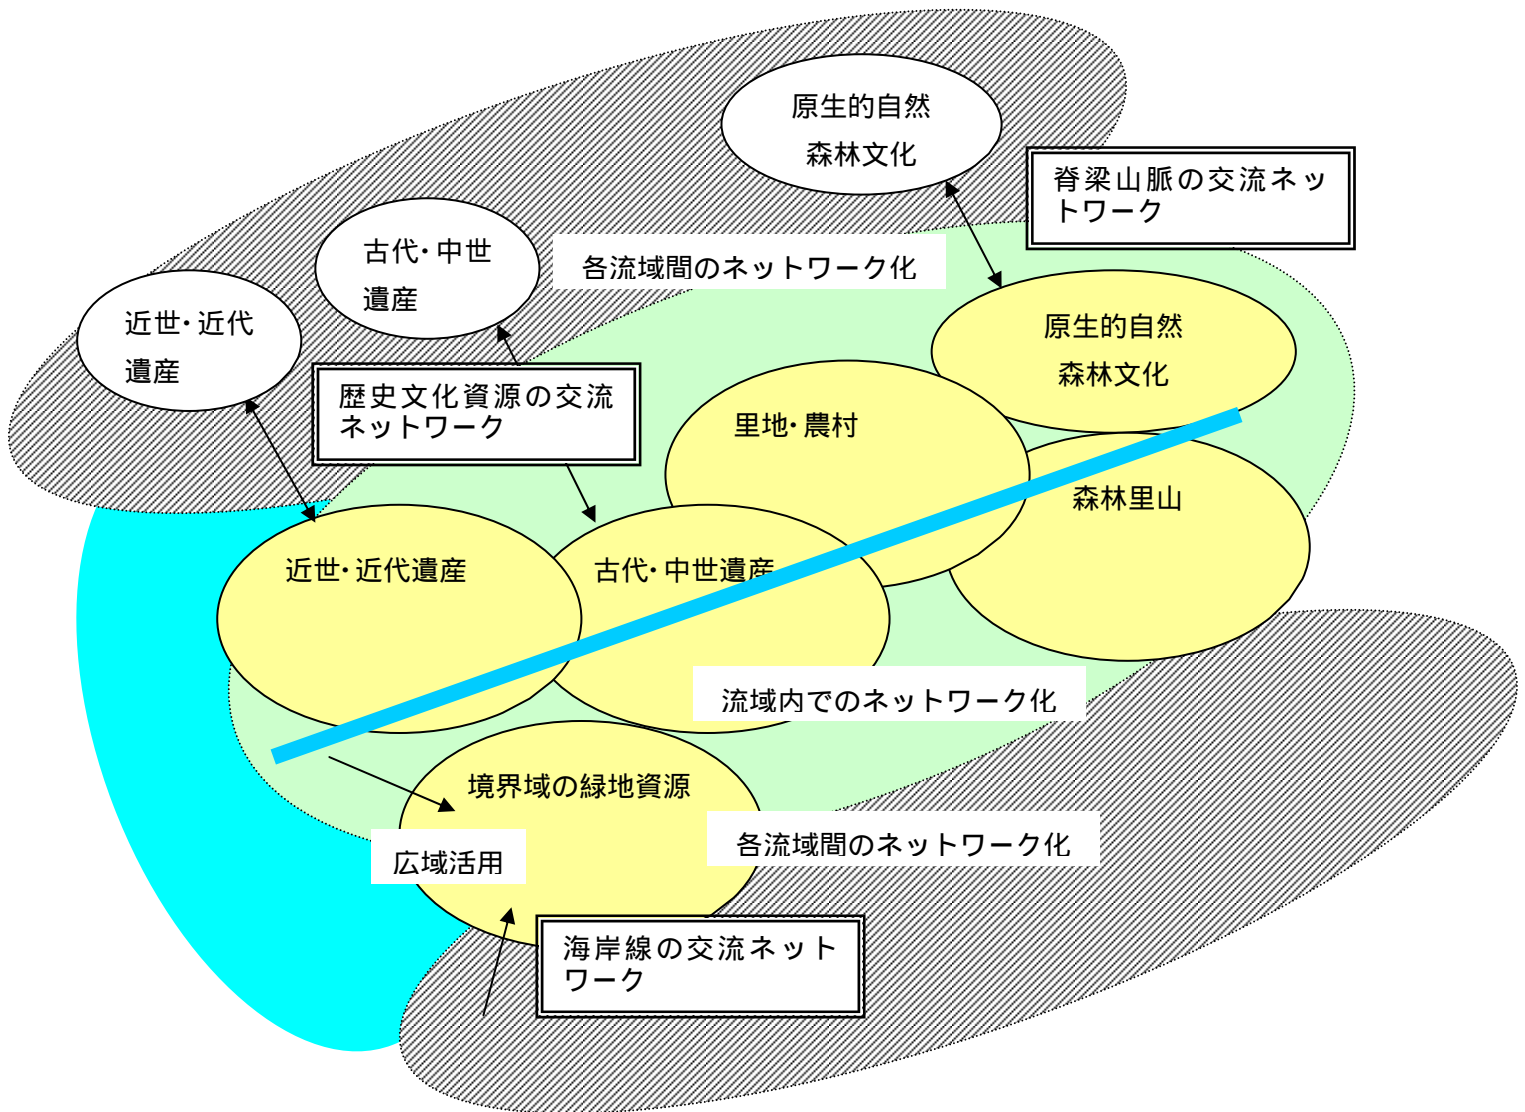 原生的自然
森林文化
脊梁山脈の交流ネッ
トワーク
古代・中世
遺産
各流域間のネットワーク化
近世・近代
遺産
原生的自然
森林文化
歴史文化資源の交流
ネットワーク
里地・農村
森林里山
近世・近代遺産
古代・中世遺産
流域内でのネットワーク化
境界域の緑地資源
各流域間のネットワーク化
広域活用
海岸線の交流ネット
ワーク